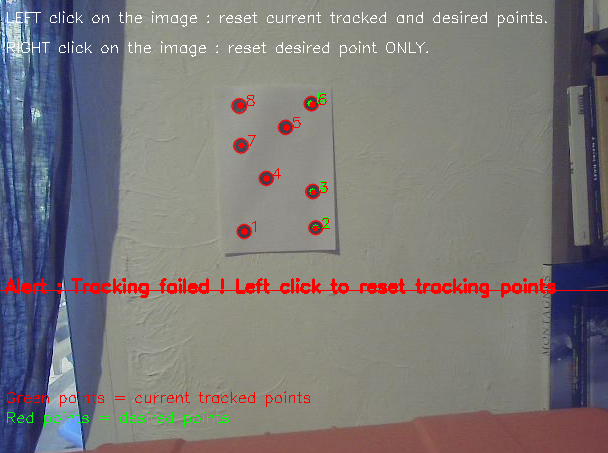 LEFT click on the image : reset current tracked and desired points.
RIGHT click on the image : reset desired point ONLY.
8 6
5
7
4
3
1 2
Alert : Tracking failed ! Left click to reset tracking points
Green points = current tracked points
Red points = desired points